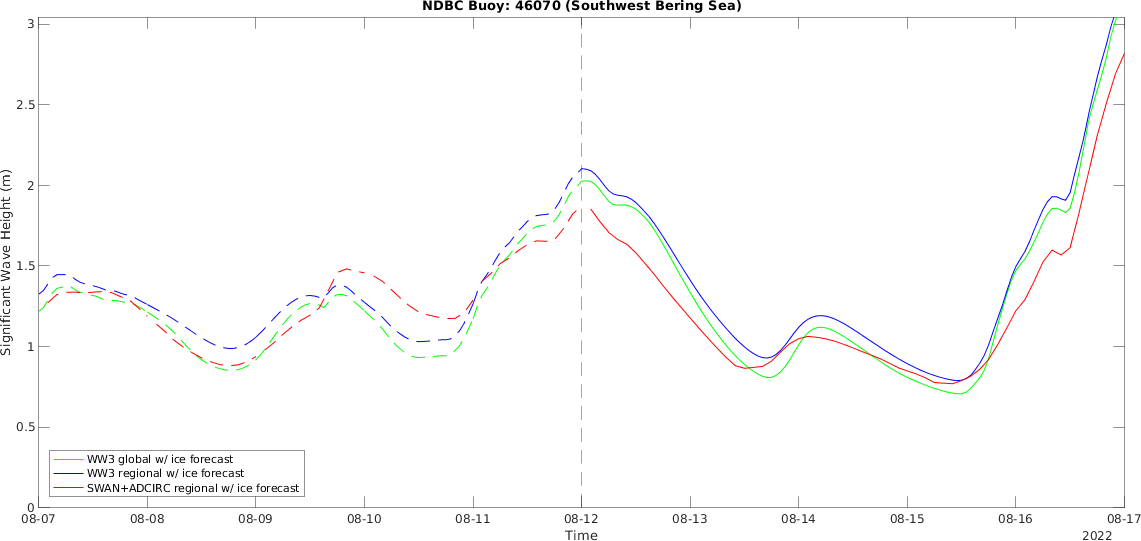 NDBC Buoy: 46070 (Southwest Bering Sea)
Significant Wave Height (m)
3
2.5
2
1.5
1
0.5
0
WW3 global w/ ice forecast
WW3 regional w/ ice forecast
SWAN+ADCIRC regional w/ ice forecast
08-07 08-08 08-09 08-10 08-11 08-12 08-13 08-14 08-15 08-16 08-17
Time
2022